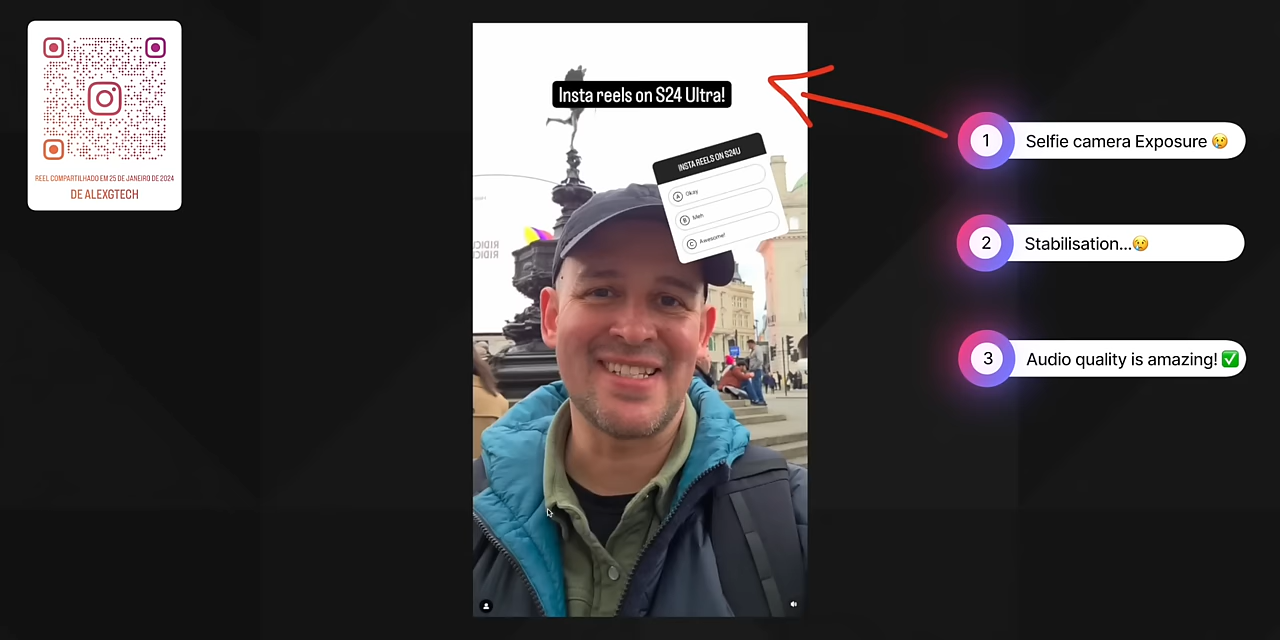 REEL COMPARTILHADO EM 25 DE JANEIRO DE 2024
DE ALEXGTECH
Insta reels on S24 Ultra!
INSTA REELS ON S24U
A Okay
B Meh
C Awesome!
1 Selfie camera Exposure 😢
2 Stabilisation...😢
3 Audio quality is amazing! ✅